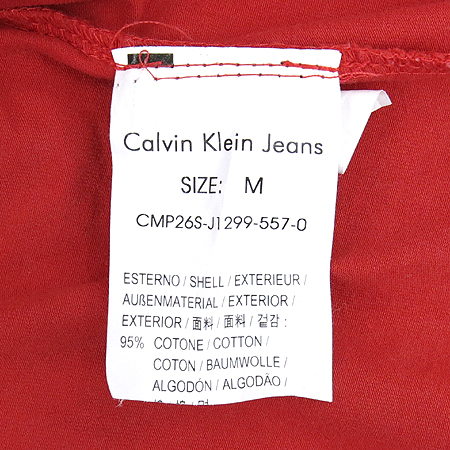 Calvin Klein Jeans
SIZE: M
CMP26S-J1299-557-0
ESTERNO / SHELL / EXTERIEUR /
AUßENMATERIAL / EXTERIOR /
EXTERIOR / 面料 / 面料 / 겉감 :
95% COTONE / COTTON /
COTON / BAUMWOLLE /
ALGODÓN / ALGODÃO /